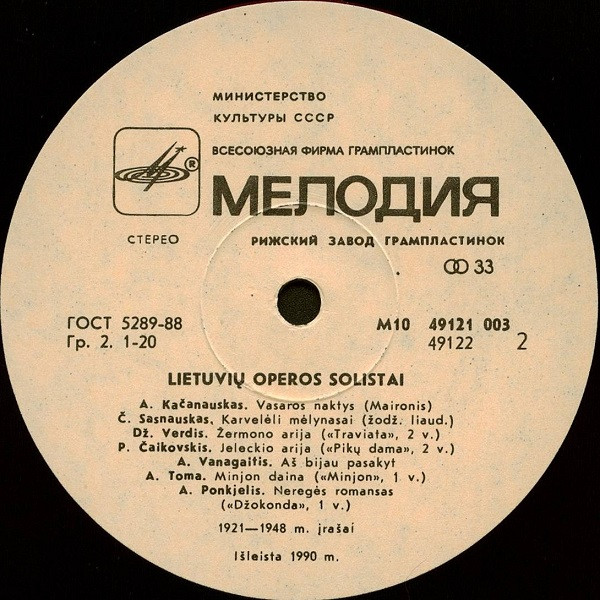 МИНИСТЕРСТВО
КУЛЬТУРЫ СССР
ВСЕСОЮЗНАЯ ФИРМА ГРАМПЛАСТИНОК
®
МЕЛОДИЯ
СТЕРЕО
РИЖСКИЙ ЗАВОД ГРАМПЛАСТИНОК
33
ГОСТ 5289-88
М10 49121 003
Гр. 2. 1-20
49122 2
LIETUVIŲ OPEROS SOLISTAI
A. Kačanauskas. Vasaros naktys (Maironis)
Č. Sasnauskas, Karvelėli mėlynasai (žodž. liaud.)
Dž. Verdis. Žermono arija («Traviata», 2 v.)
P. Čaikovskis. Jeleckio arija («Pikų dama», 2 v.)
A. Vanagaitis. Aš bijau pasakyt
A. Toma. Minjon daina («Minjon», 1 v.)
A. Ponkjelis. Neregės romansas
(«Džokonda», 1 v.)
1921—1948 m. įrašai
Išleista 1990 m.